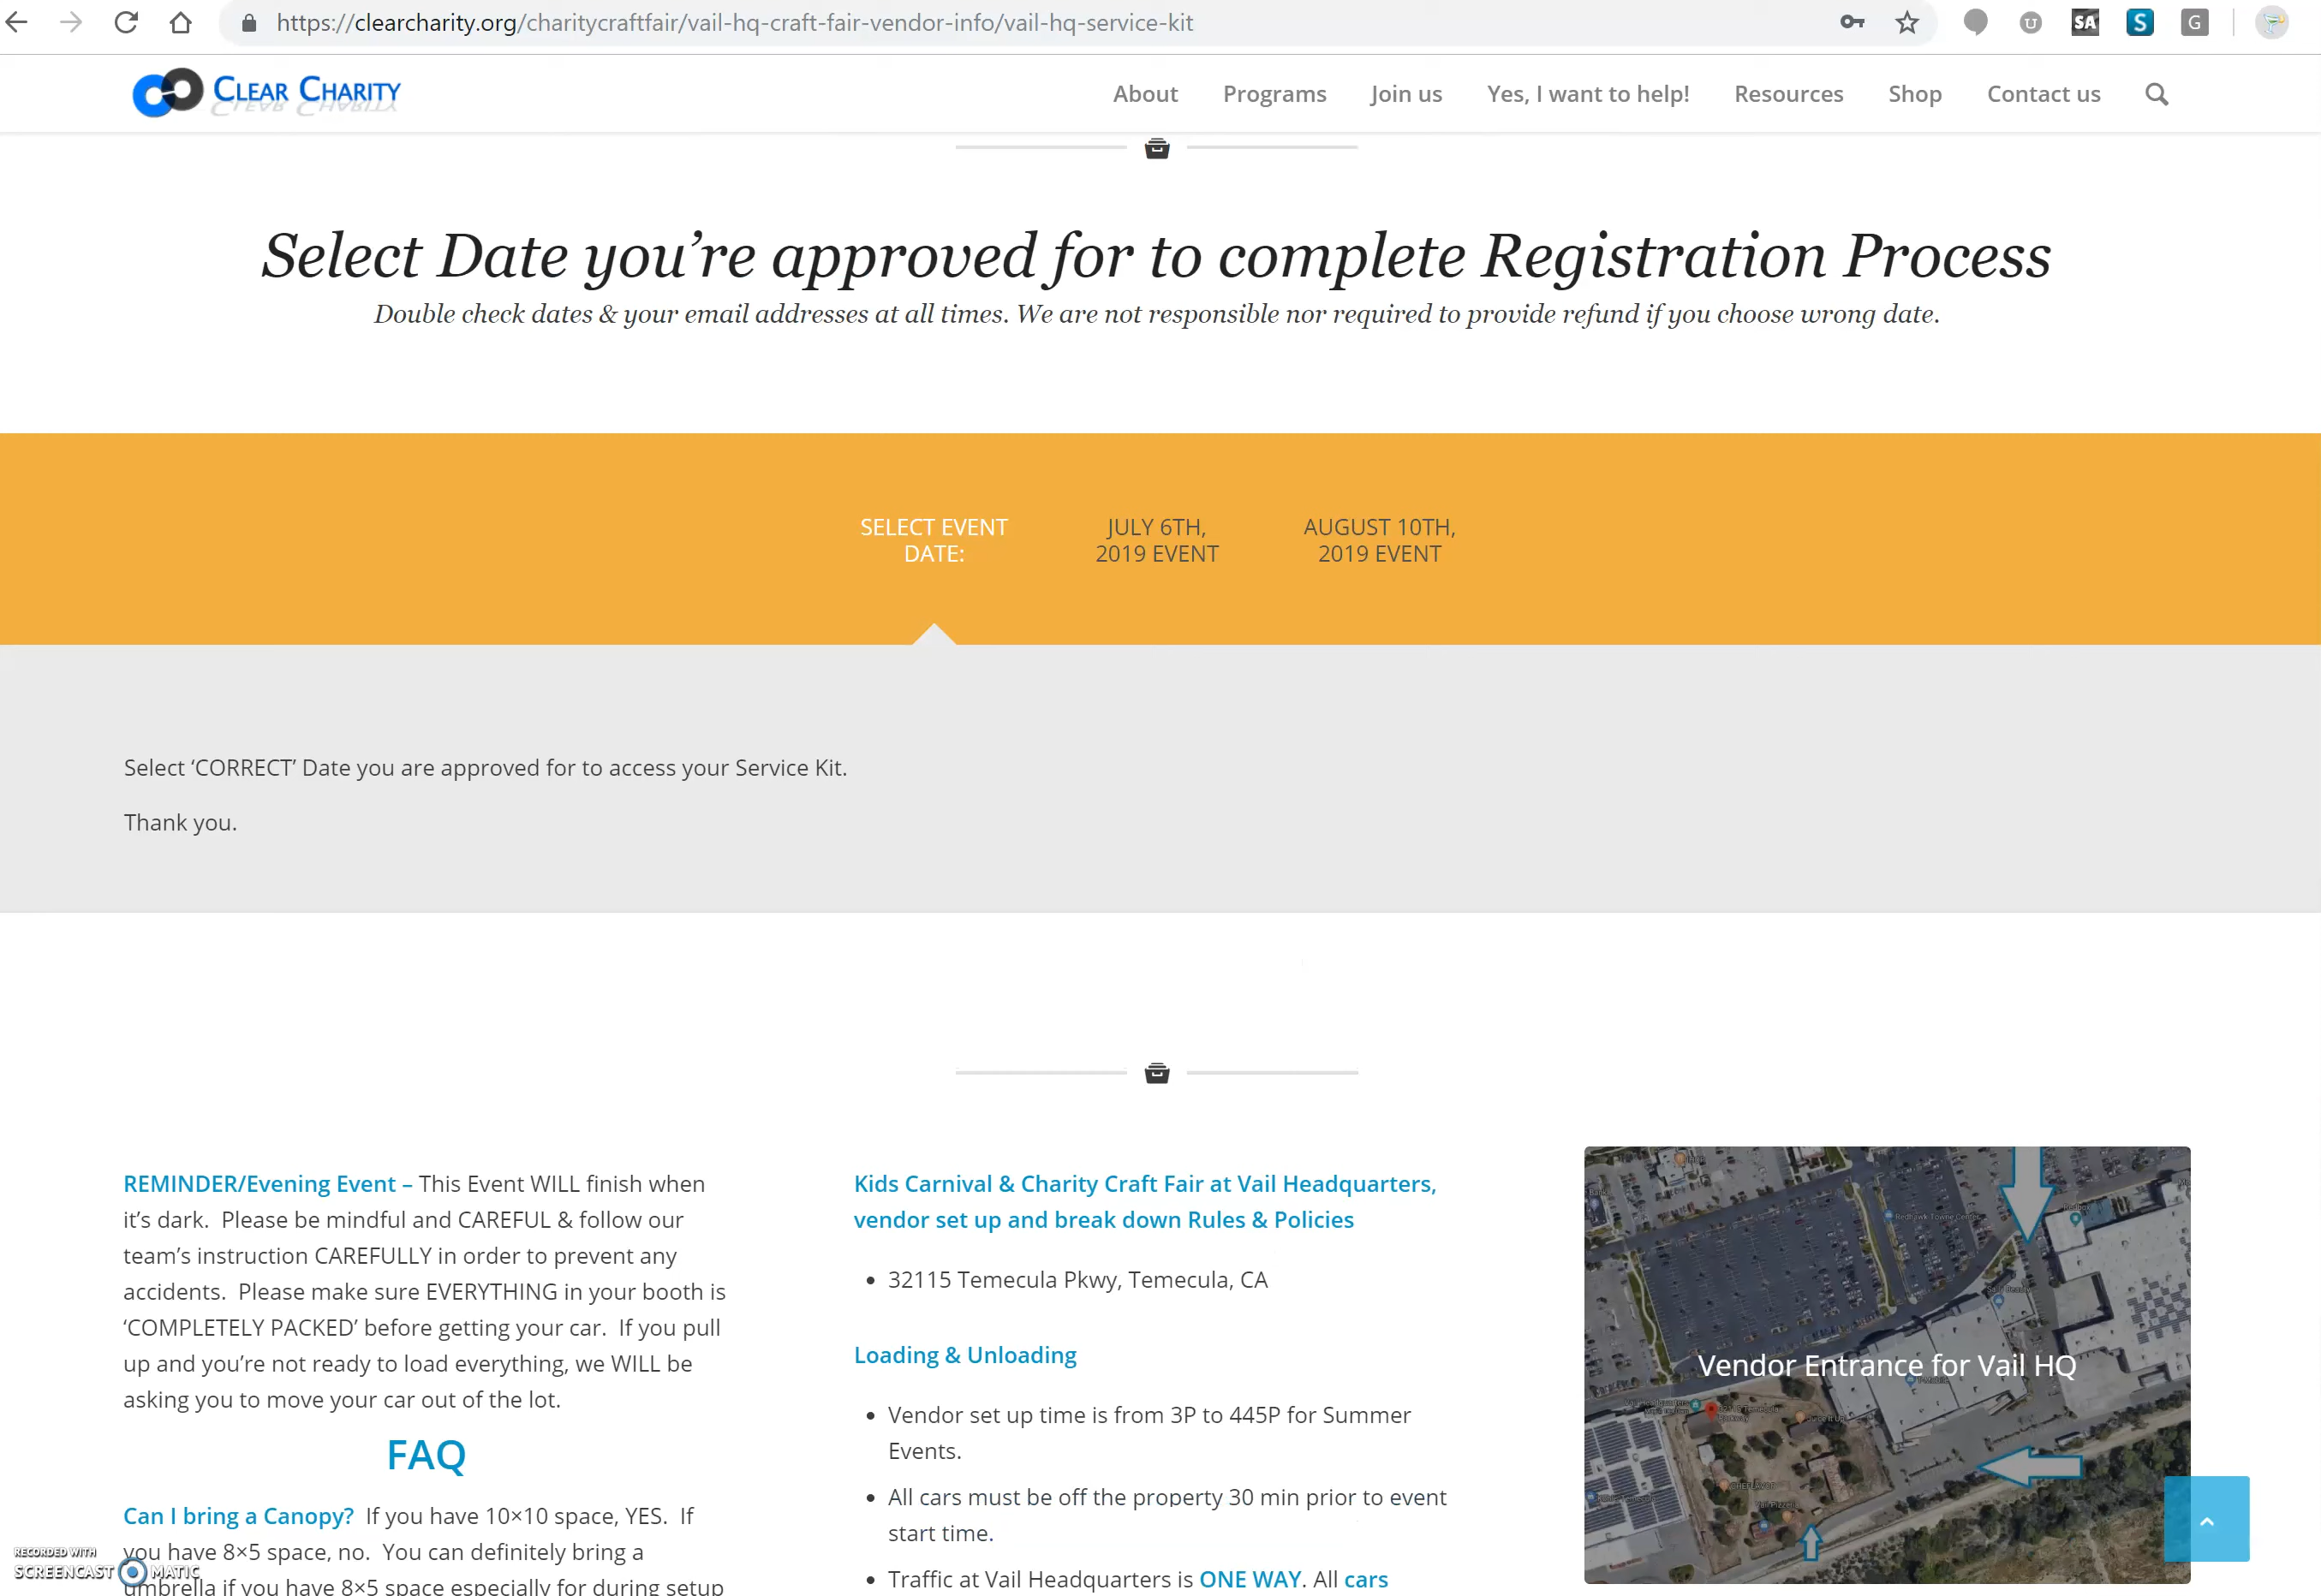 https://clearcharity.org/charitycraftfair/vail-hq-craft-fair-vendor-info/vail-hq-service-kit
SA
S
G
CLEAR CHARITY
About
Programs
Join us
Yes, I want to help!
Resources
Shop
Contact us
Select Date you’re approved for to complete Registration Process
Double check dates & your email addresses at all times. We are not responsible nor required to provide refund if you choose wrong date.
SELECT EVENT
DATE:
JULY 6TH,
2019 EVENT
AUGUST 10TH,
2019 EVENT
Select ‘CORRECT’ Date you are approved for to access your Service Kit.
Thank you.
REMINDER/Evening Event – This Event WILL finish when
it’s dark. Please be mindful and CAREFUL & follow our
team’s instruction CAREFULLY in order to prevent any
accidents. Please make sure EVERYTHING in your booth is
‘COMPLETELY PACKED’ before getting your car. If you pull
up and you’re not ready to load everything, we WILL be
asking you to move your car out of the lot.
FAQ
Can I bring a Canopy? If you have 10×10 space, YES. If
you have 8×5 space, no. You can definitely bring a
umbrella if you have 8×5 space especially for during setup
Kids Carnival & Charity Craft Fair at Vail Headquarters,
vendor set up and break down Rules & Policies
32115 Temecula Pkwy, Temecula, CA
Loading & Unloading
Vendor set up time is from 3P to 445P for Summer
Events.
All cars must be off the property 30 min prior to event
start time.
Traffic at Vail Headquarters is ONE WAY. All cars
Redhawk Towne Center
Vendor Entrance for Vail HQ
RECORDED WITH
SCREENCAST MATIC